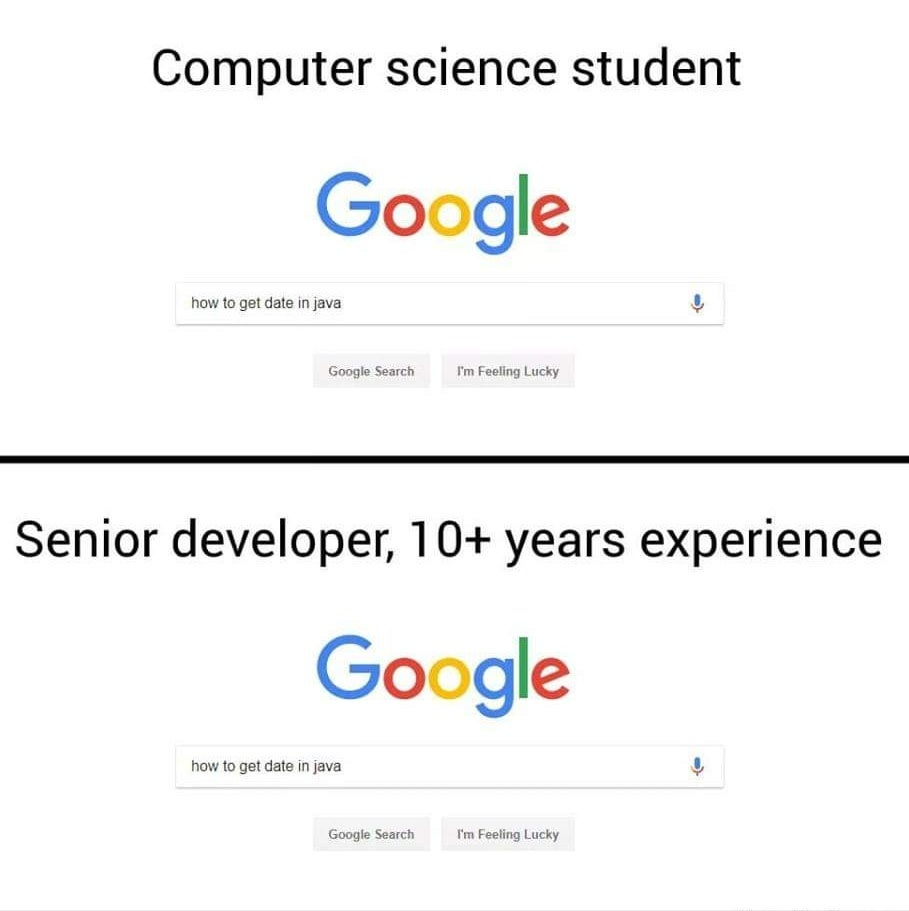 Computer science student
Google
how to get date in java
Google Search I'm Feeling Lucky
Senior developer, 10+ years experience
Google
how to get date in java
Google Search I'm Feeling Lucky